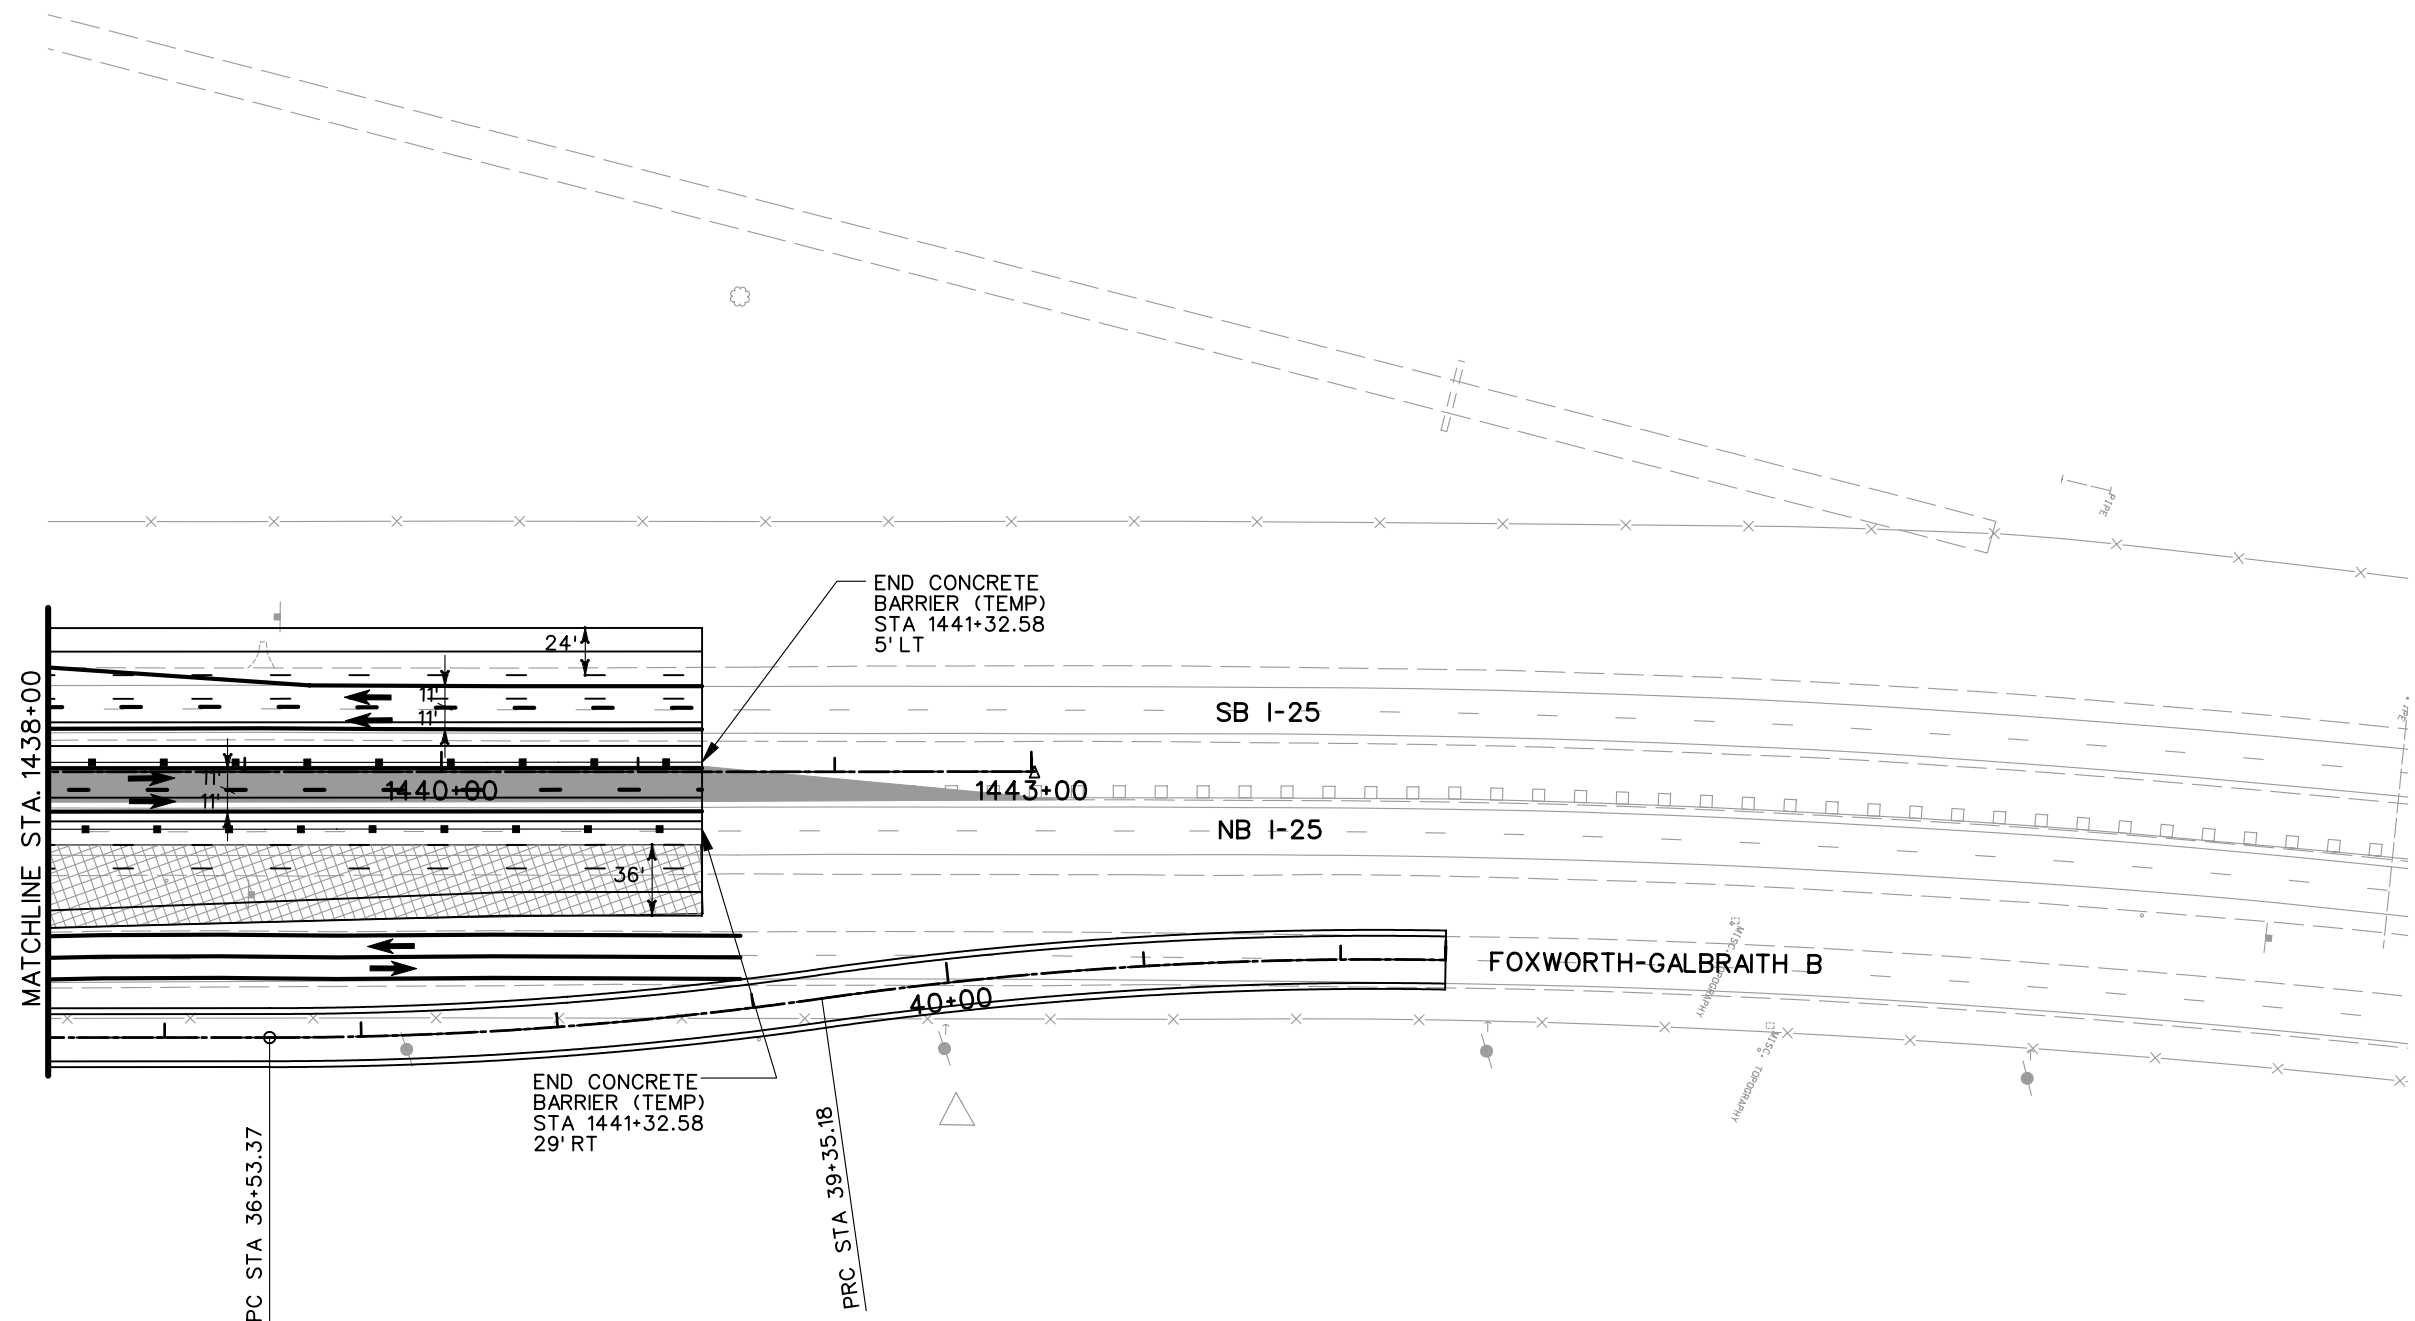 PIPE
END CONCRETE
BARRIER (TEMP)
STA 1441+32.58
5' LT
24'
MATCHLINE STA. 1438+00
11'
11'
SB I-25
11'
11'
1440+00
1443+00
NB I-25
36'
FOXWORTH-GALBRAITH B
MISC. TOPOGRAPHY
40+00
MISC. TOPOGRAPHY
END CONCRETE
BARRIER (TEMP)
STA 1441+32.58
29' RT
PC STA 36+53.37
PRC STA 39+35.18